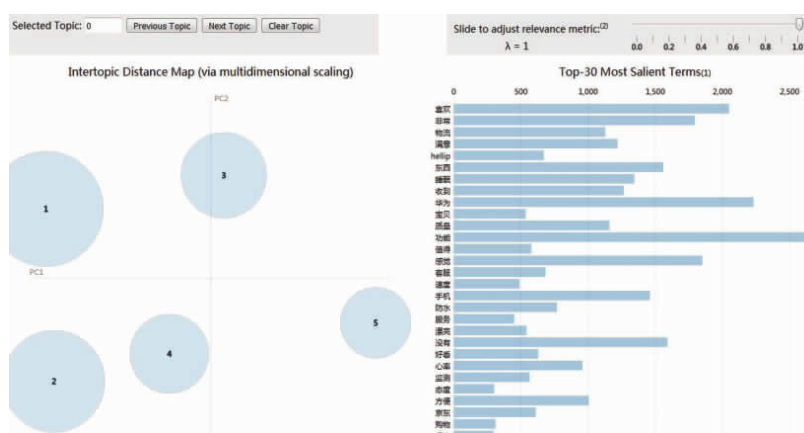 Selected Topic: 0 Previous Topic Next Topic Clear Topic
Slide to adjust relevance metric:(2)
λ = 1
0.0 0.2 0.4 0.6 0.8 1.0
Intertopic Distance Map (via multidimensional scaling)
PC2
PC1
1
2
3
4
5
Top-30 Most Salient Terms(1)
0 500 1,000 1,500 2,000 2,500
喜欢
非常
物流
满意
hellip
东西
睡眠
收到
华为
宝贝
质量
功能
值得
感觉
客服
速度
手机
防水
服务
漂亮
没有
好看
心率
监测
态度
方便
京东
购物